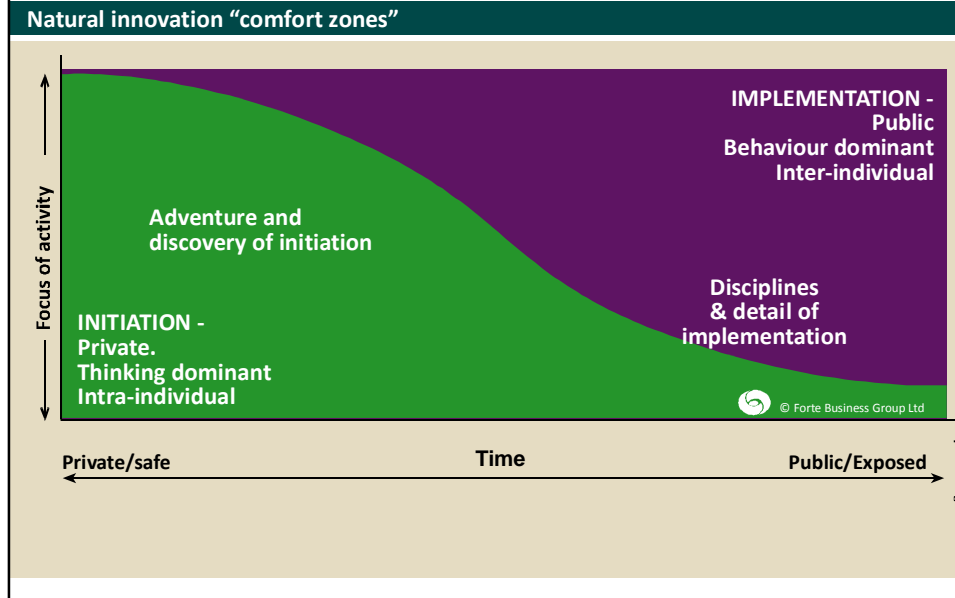 Natural innovation “comfort zones”
IMPLEMENTATION -
Public
Behaviour dominant
Inter-individual
Focus of activity
Adventure and
discovery of initiation
Disciplines
& detail of
implementation
INITIATION -
Private.
Thinking dominant
Intra-individual
© Forte Business Group Ltd
Private/safe
Time
Public/Exposed